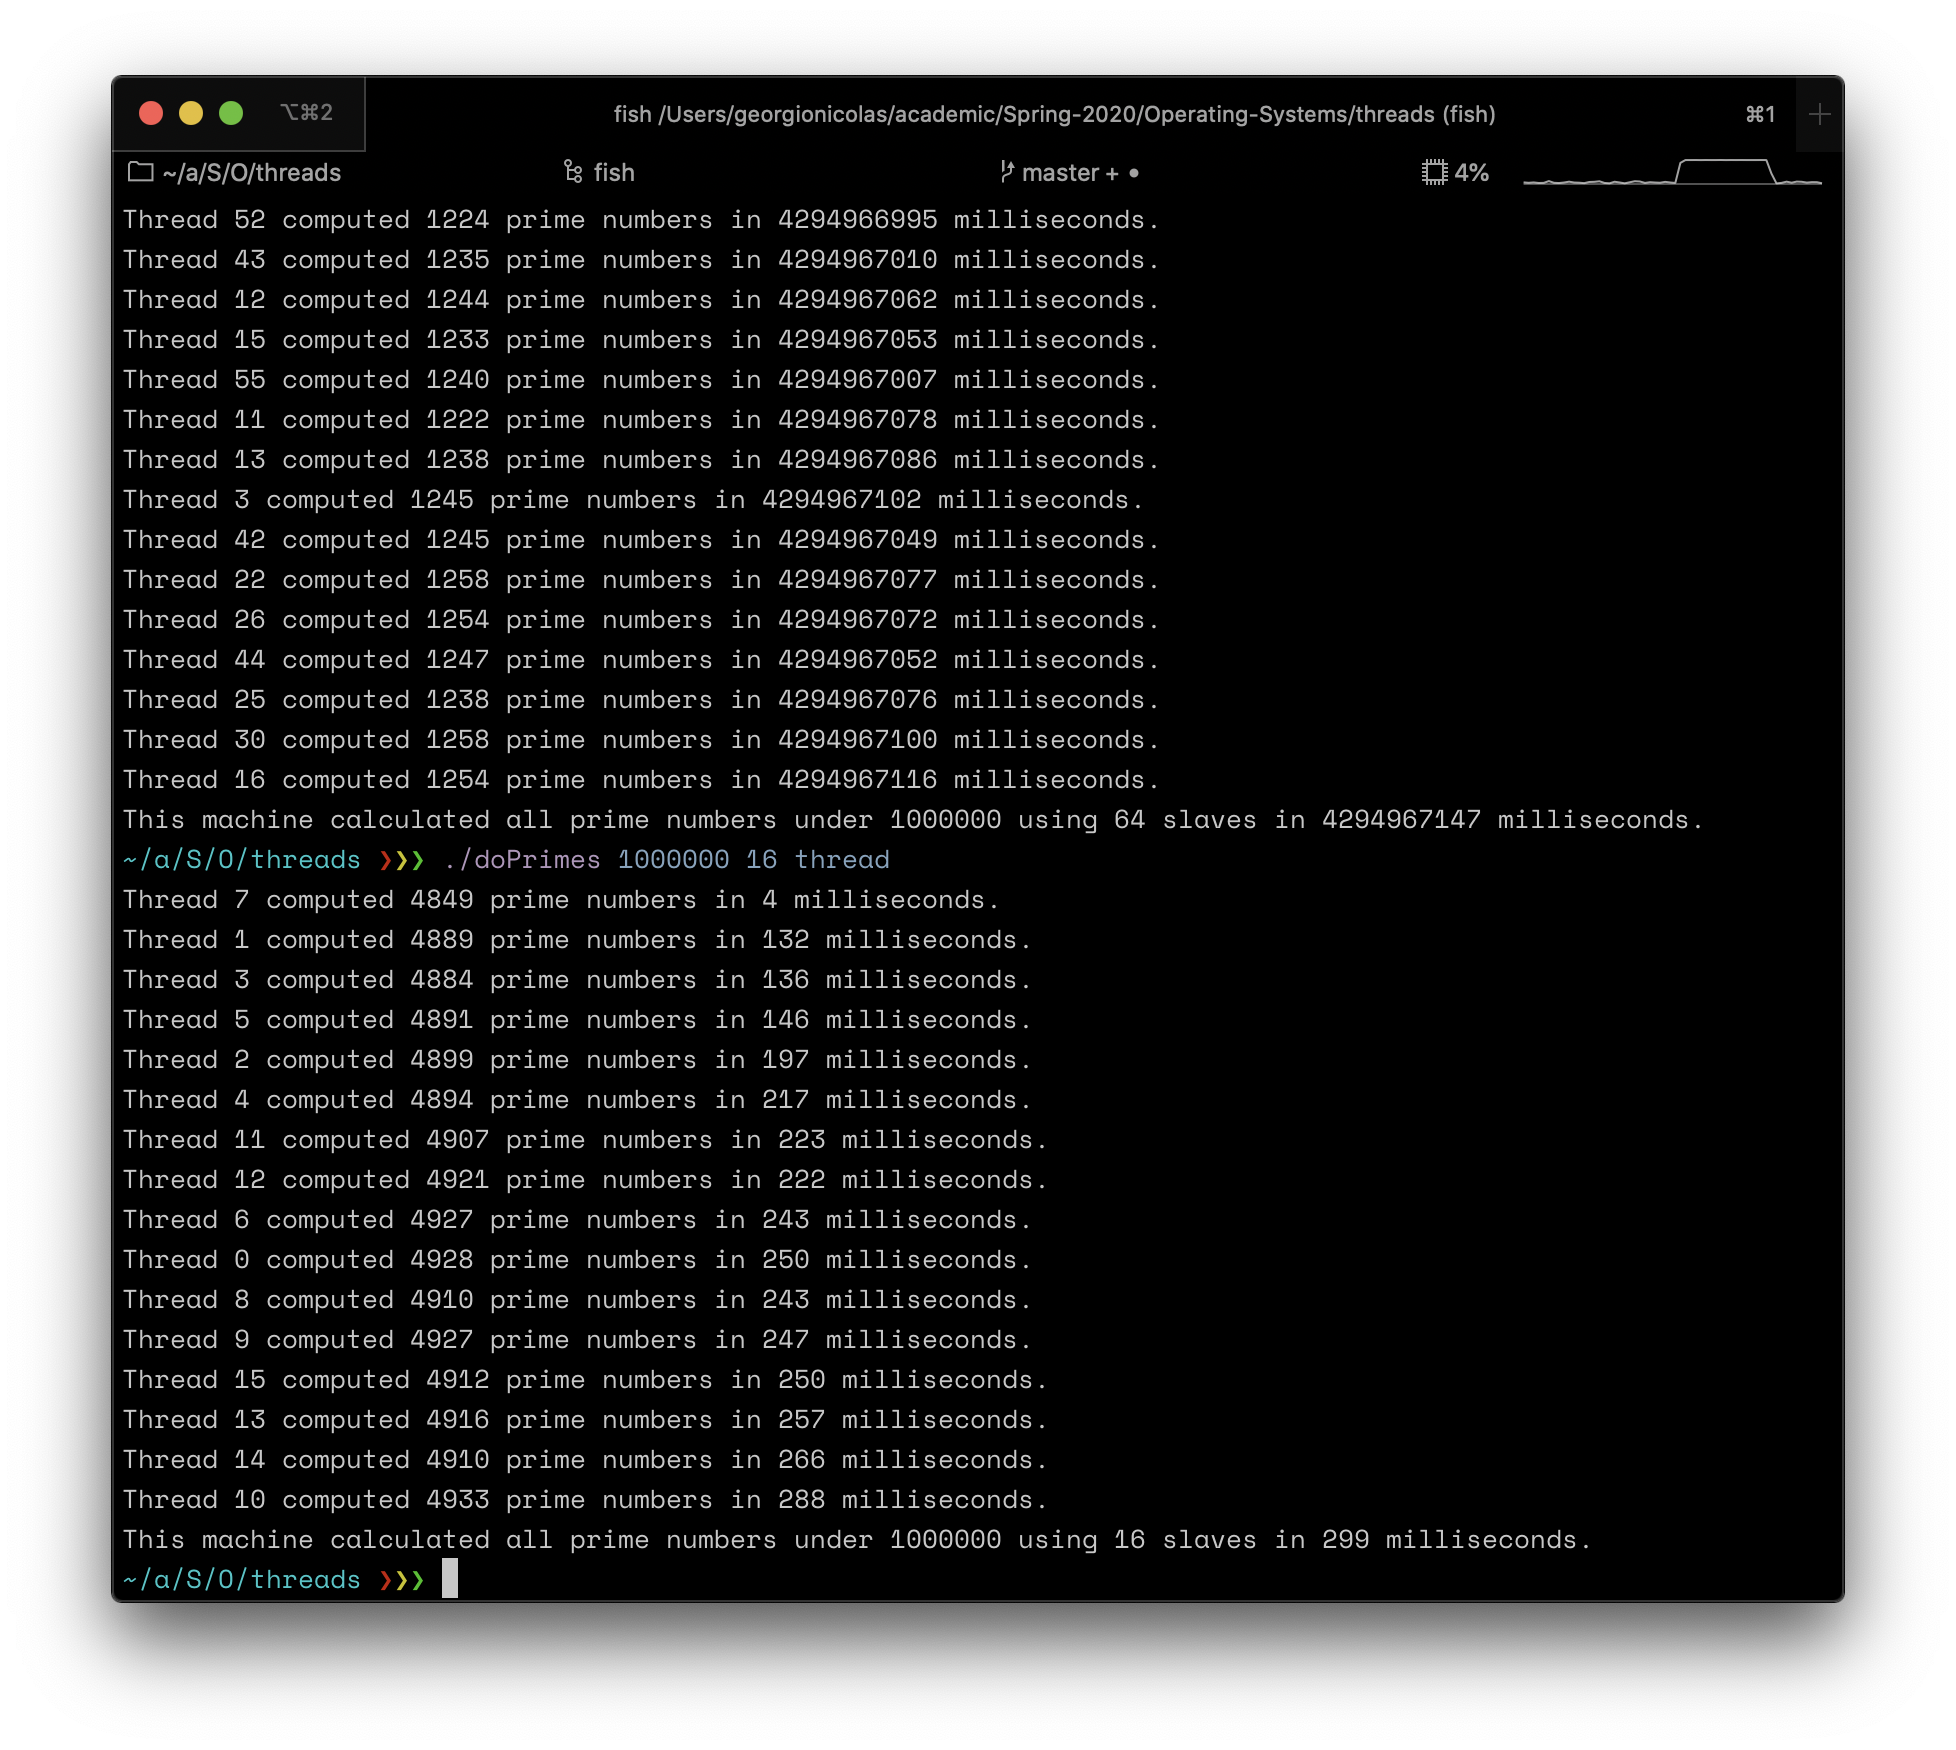 ⌥⌘2 fish /Users/georgionicolas/academic/Spring-2020/Operating-Systems/threads (fish) ⌘1 +
~/a/S/O/threads fish master + • 4%
Thread 52 computed 1224 prime numbers in 4294966995 milliseconds.
Thread 43 computed 1235 prime numbers in 4294967010 milliseconds.
Thread 12 computed 1244 prime numbers in 4294967062 milliseconds.
Thread 15 computed 1233 prime numbers in 4294967053 milliseconds.
Thread 55 computed 1240 prime numbers in 4294967007 milliseconds.
Thread 11 computed 1222 prime numbers in 4294967078 milliseconds.
Thread 13 computed 1238 prime numbers in 4294967086 milliseconds.
Thread 3 computed 1245 prime numbers in 4294967102 milliseconds.
Thread 42 computed 1245 prime numbers in 4294967049 milliseconds.
Thread 22 computed 1258 prime numbers in 4294967077 milliseconds.
Thread 26 computed 1254 prime numbers in 4294967072 milliseconds.
Thread 44 computed 1247 prime numbers in 4294967052 milliseconds.
Thread 25 computed 1238 prime numbers in 4294967076 milliseconds.
Thread 30 computed 1258 prime numbers in 4294967100 milliseconds.
Thread 16 computed 1254 prime numbers in 4294967116 milliseconds.
This machine calculated all prime numbers under 1000000 using 64 slaves in 4294967147 milliseconds.
~/a/S/O/threads ❯❯❯ ./doPrimes 1000000 16 thread
Thread 7 computed 4849 prime numbers in 4 milliseconds.
Thread 1 computed 4889 prime numbers in 132 milliseconds.
Thread 3 computed 4884 prime numbers in 136 milliseconds.
Thread 5 computed 4891 prime numbers in 146 milliseconds.
Thread 2 computed 4899 prime numbers in 197 milliseconds.
Thread 4 computed 4894 prime numbers in 217 milliseconds.
Thread 11 computed 4907 prime numbers in 223 milliseconds.
Thread 12 computed 4921 prime numbers in 222 milliseconds.
Thread 6 computed 4927 prime numbers in 243 milliseconds.
Thread 0 computed 4928 prime numbers in 250 milliseconds.
Thread 8 computed 4910 prime numbers in 243 milliseconds.
Thread 9 computed 4927 prime numbers in 247 milliseconds.
Thread 15 computed 4912 prime numbers in 250 milliseconds.
Thread 13 computed 4916 prime numbers in 257 milliseconds.
Thread 14 computed 4910 prime numbers in 266 milliseconds.
Thread 10 computed 4933 prime numbers in 288 milliseconds.
This machine calculated all prime numbers under 1000000 using 16 slaves in 299 milliseconds.
~/a/S/O/threads ❯❯❯